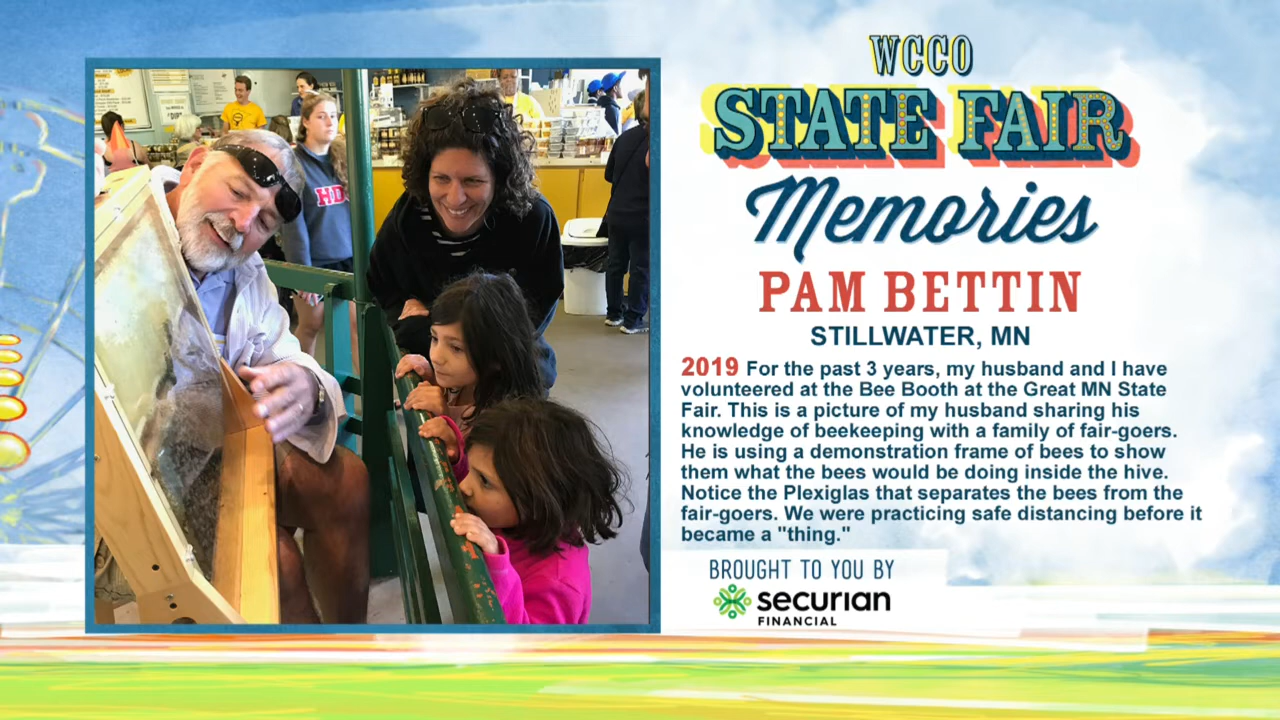 WCCO
STATE FAIR
Memories
PAM BETTIN
STILLWATER, MN
2019 For the past 3 years, my husband and I have
volunteered at the Bee Booth at the Great MN State
Fair. This is a picture of my husband sharing his
knowledge of beekeeping with a family of fair-goers.
He is using a demonstration frame of bees to show
them what the bees would be doing inside the hive.
Notice the Plexiglas that separates the bees from the
fair-goers. We were practicing safe distancing before it
became a "thing."
BROUGHT TO YOU BY
securian
FINANCIAL